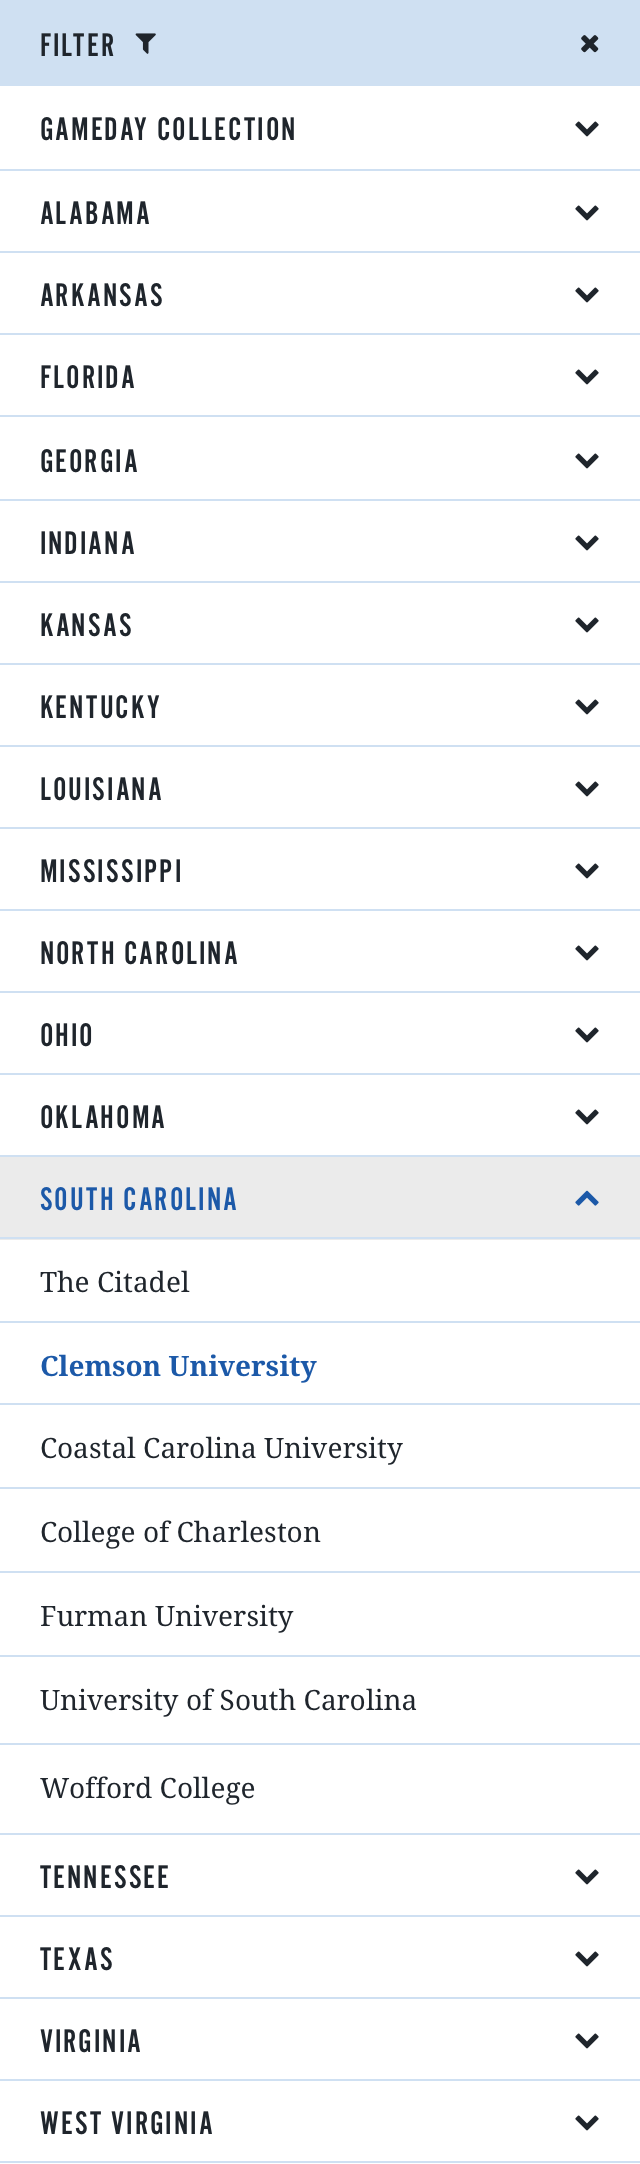 FILTER
GAMEDAY COLLECTION
ALABAMA
ARKANSAS
FLORIDA
GEORGIA
INDIANA
KANSAS
KENTUCKY
LOUISIANA
MISSISSIPPI
NORTH CAROLINA
OHIO
OKLAHOMA
SOUTH CAROLINA
The Citadel
Clemson University
Coastal Carolina University
College of Charleston
Furman University
University of South Carolina
Wofford College
TENNESSEE
TEXAS
VIRGINIA
WEST VIRGINIA